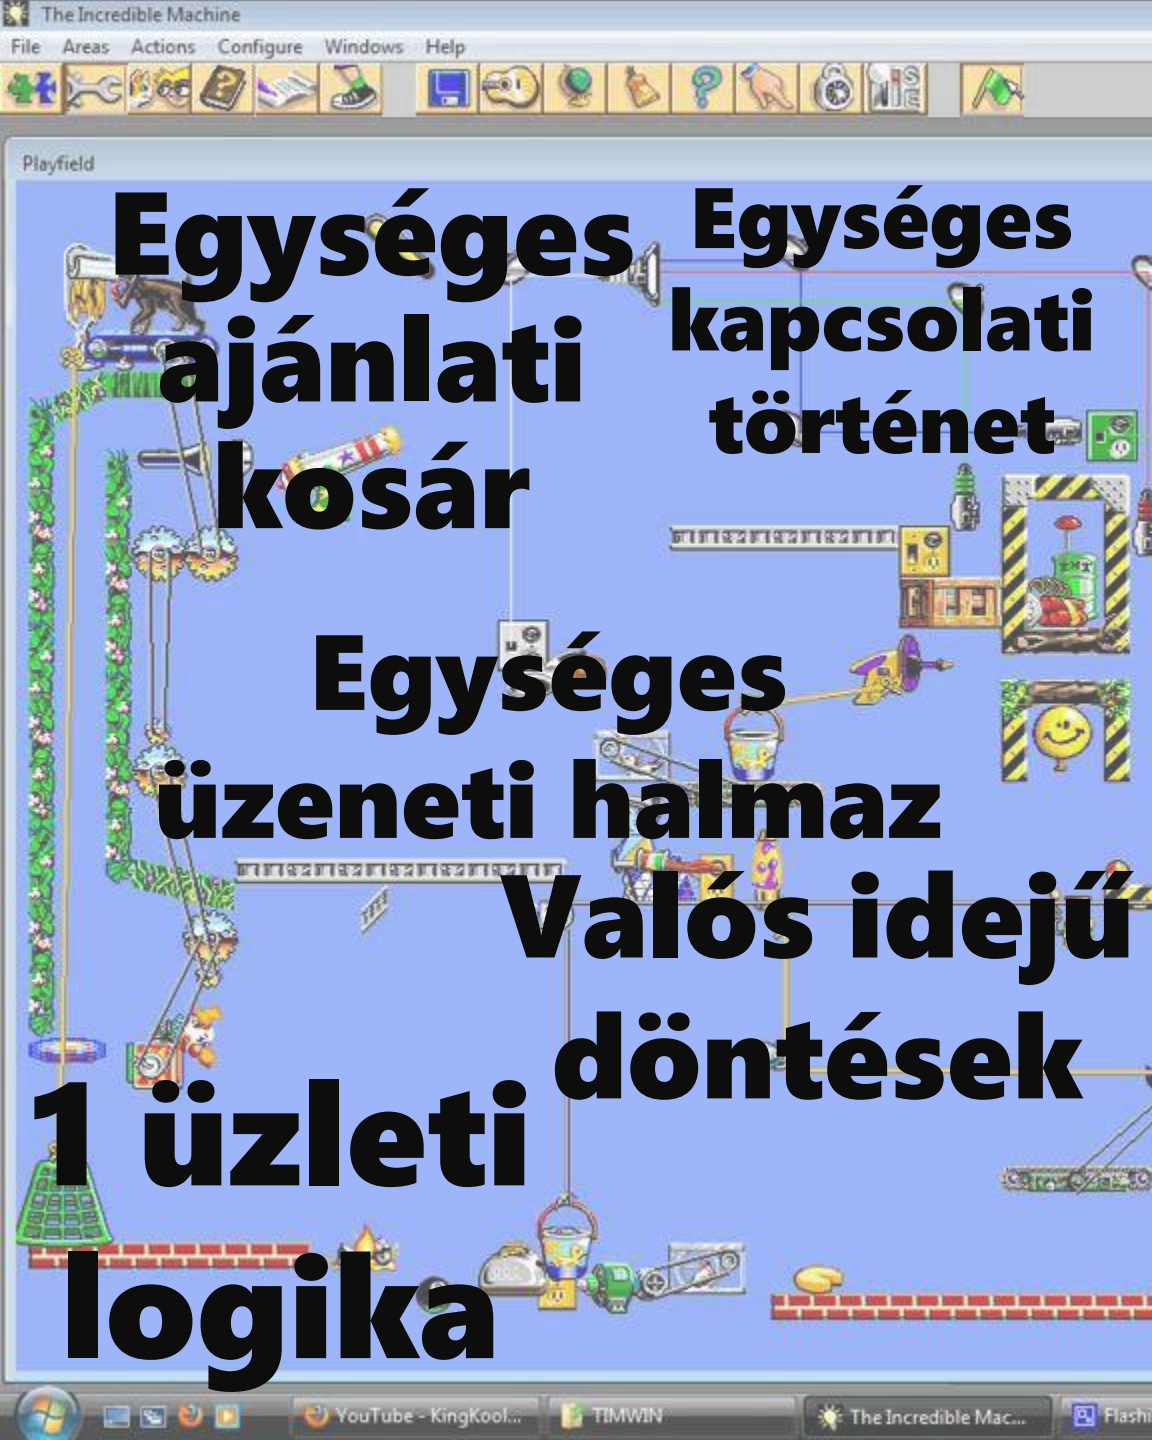 The Incredible Machine
File Areas Actions Configure Windows Help
Playfield
Egységes
ajánlati
kosár
Egységes
kapcsolati
történet
Egységes
üzeneti halmaz
Valós idejű
döntések
1 üzleti
logika
YouTube - KingKool... TIMWIN The Incredible Mac... Flashi